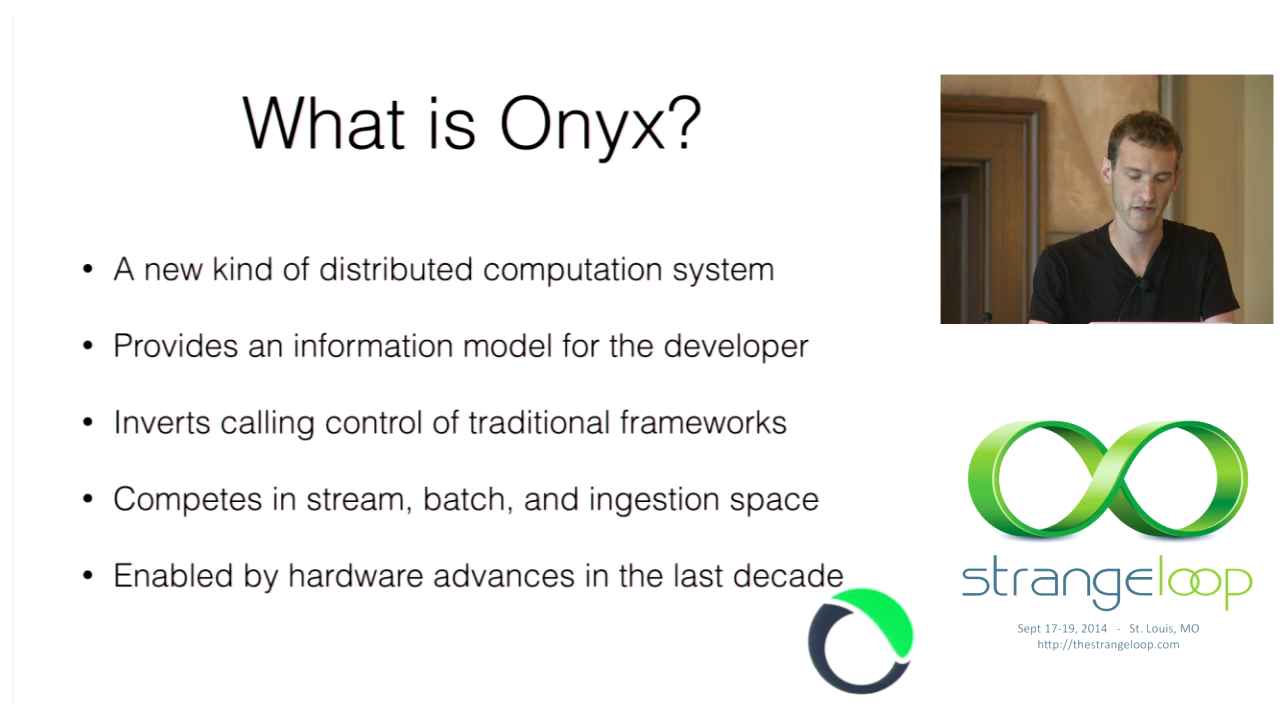 What is Onyx?
• A new kind of distributed computation system
• Provides an information model for the developer
• Inverts calling control of traditional frameworks
• Competes in stream, batch, and ingestion space
• Enabled by hardware advances in the last decade
strangeloop
Sept 17-19, 2014 - St. Louis, MO
http://thestrangeloop.com